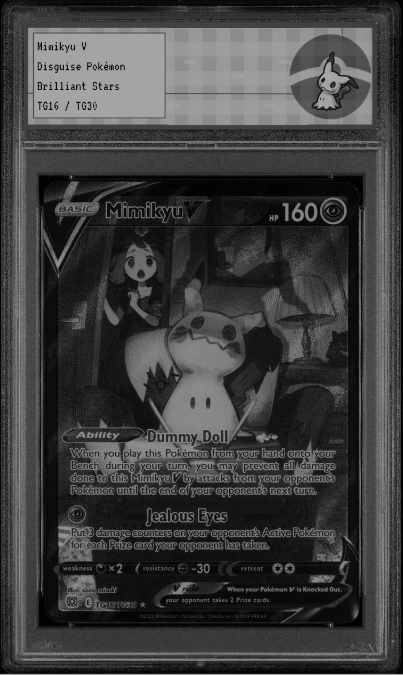 Mimikyu V
Disguise Pokémon
Brilliant Stars
TG16 / TG30
BASIC
Mimikyu V
HP 160
Ability Dummy Doll
When you play this Pokémon from your hand onto your
Bench during your turn, you may prevent all damage
done to this Mimikyu V by attacks from your opponent's
Pokémon until the end of your opponent's next turn.
Jealous Eyes
Put 3 damage counters on your opponent's Active Pokémon
for each Prize card your opponent has taken.
weakness ×2 resistance -30 retreat
V rule When your Pokémon V is Knocked Out,
your opponent takes 2 Prize cards.
TG16/TG30